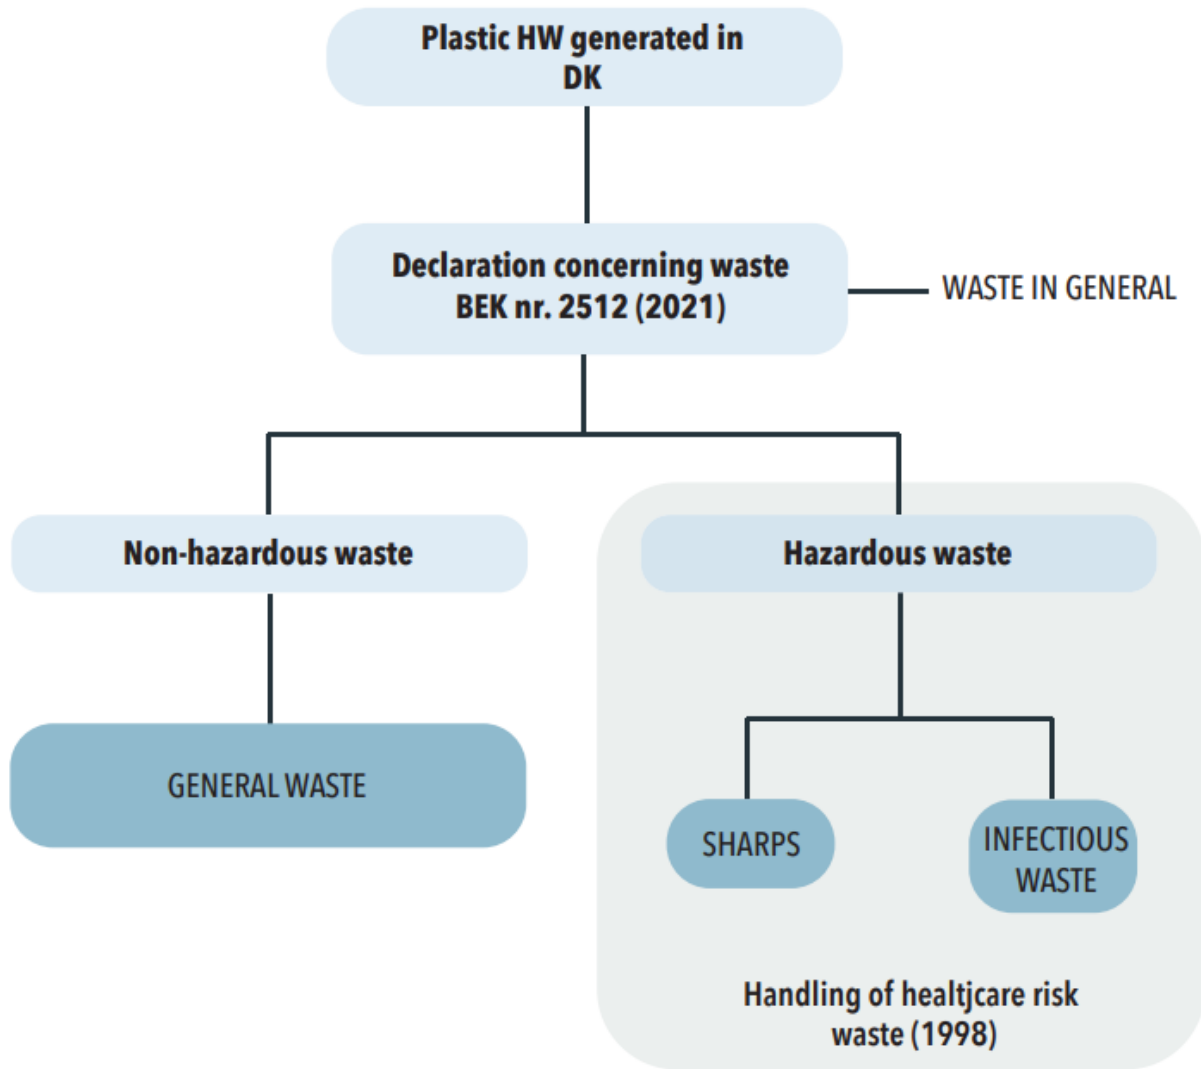 Plastic HW generated in
DK
Declaration concerning waste
BEK nr. 2512 (2021)
WASTE IN GENERAL
Non-hazardous waste
Hazardous waste
GENERAL WASTE
SHARPS
INFECTIOUS
WASTE
Handling of healtjcare risk
waste (1998)